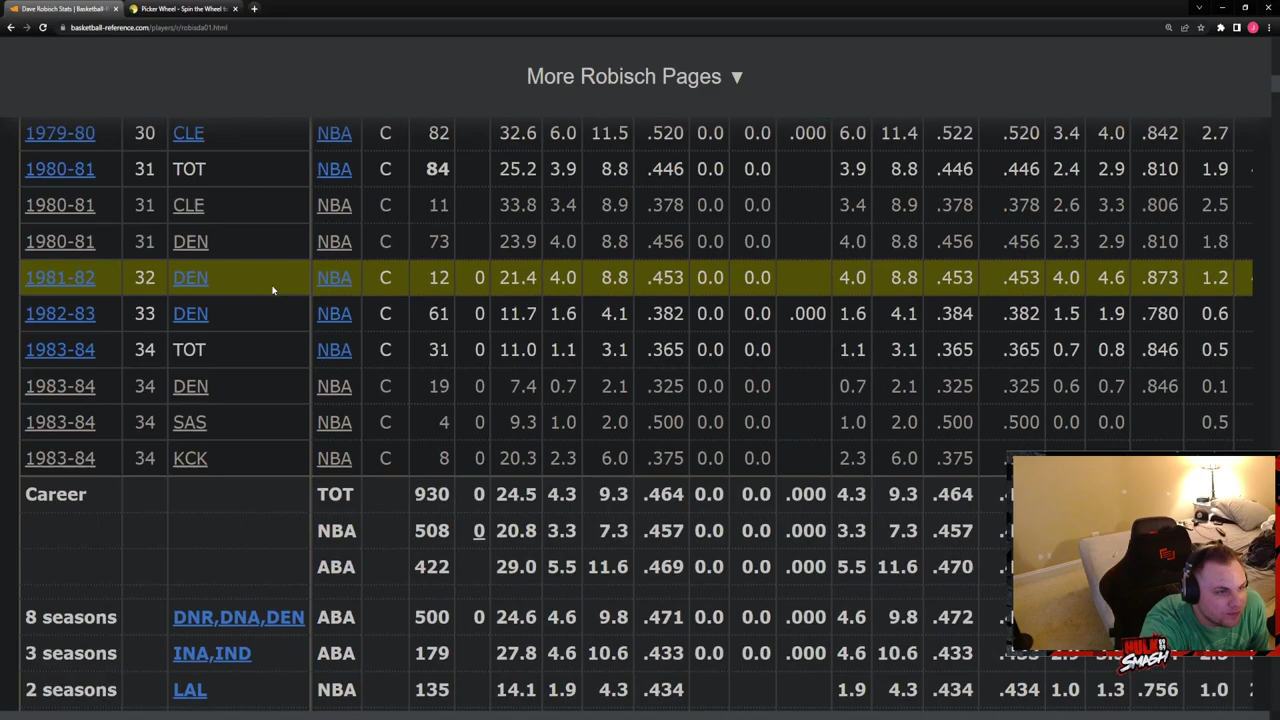 Dave Robisch Stats | Basketball-R
Picker Wheel - Spin the Wheel t
basketball-reference.com/players/r/robisda01.html
More Robisch Pages ▼
1979-80 30 CLE NBA C 82 32.6 6.0 11.5 .520 0.0 0.0 .000 6.0 11.4 .522 .520 3.4 4.0 .842 2.7
1980-81 31 TOT NBA C 84 25.2 3.9 8.8 .446 0.0 0.0 3.9 8.8 .446 .446 2.4 2.9 .810 1.9
1980-81 31 CLE NBA C 11 33.8 3.4 8.9 .378 0.0 0.0 3.4 8.9 .378 .378 2.6 3.3 .806 2.5
1980-81 31 DEN NBA C 73 23.9 4.0 8.8 .456 0.0 0.0 4.0 8.8 .456 .456 2.3 2.9 .810 1.8
1981-82 32 DEN NBA C 12 0 21.4 4.0 8.8 .453 0.0 0.0 4.0 8.8 .453 .453 4.0 4.6 .873 1.2
1982-83 33 DEN NBA C 61 0 11.7 1.6 4.1 .382 0.0 0.0 .000 1.6 4.1 .384 .382 1.5 1.9 .780 0.6
1983-84 34 TOT NBA C 31 0 11.0 1.1 3.1 .365 0.0 0.0 1.1 3.1 .365 .365 0.7 0.8 .846 0.5
1983-84 34 DEN NBA C 19 0 7.4 0.7 2.1 .325 0.0 0.0 0.7 2.1 .325 .325 0.6 0.7 .846 0.1
1983-84 34 SAS NBA C 4 0 9.3 1.0 2.0 .500 0.0 0.0 1.0 2.0 .500 .500 0.0 0.0 0.5
1983-84 34 KCK NBA C 8 0 20.3 2.3 6.0 .375 0.0 0.0 2.3 6.0 .375
Career TOT 930 0 24.5 4.3 9.3 .464 0.0 0.0 .000 4.3 9.3 .464
NBA 508 0 20.8 3.3 7.3 .457 0.0 0.0 .000 3.3 7.3 .457
ABA 422 29.0 5.5 11.6 .469 0.0 0.0 .000 5.5 11.6 .470
8 seasons DNR,DNA,DEN ABA 500 0 24.6 4.6 9.8 .471 0.0 0.0 .000 4.6 9.8 .472
3 seasons INA,IND ABA 179 27.8 4.6 10.6 .433 0.0 0.0 .000 4.6 10.6 .433
2 seasons LAL NBA 135 14.1 1.9 4.3 .434 1.9 4.3 .434 .434 1.0 1.3 .756 1.0
HULK
SMASH